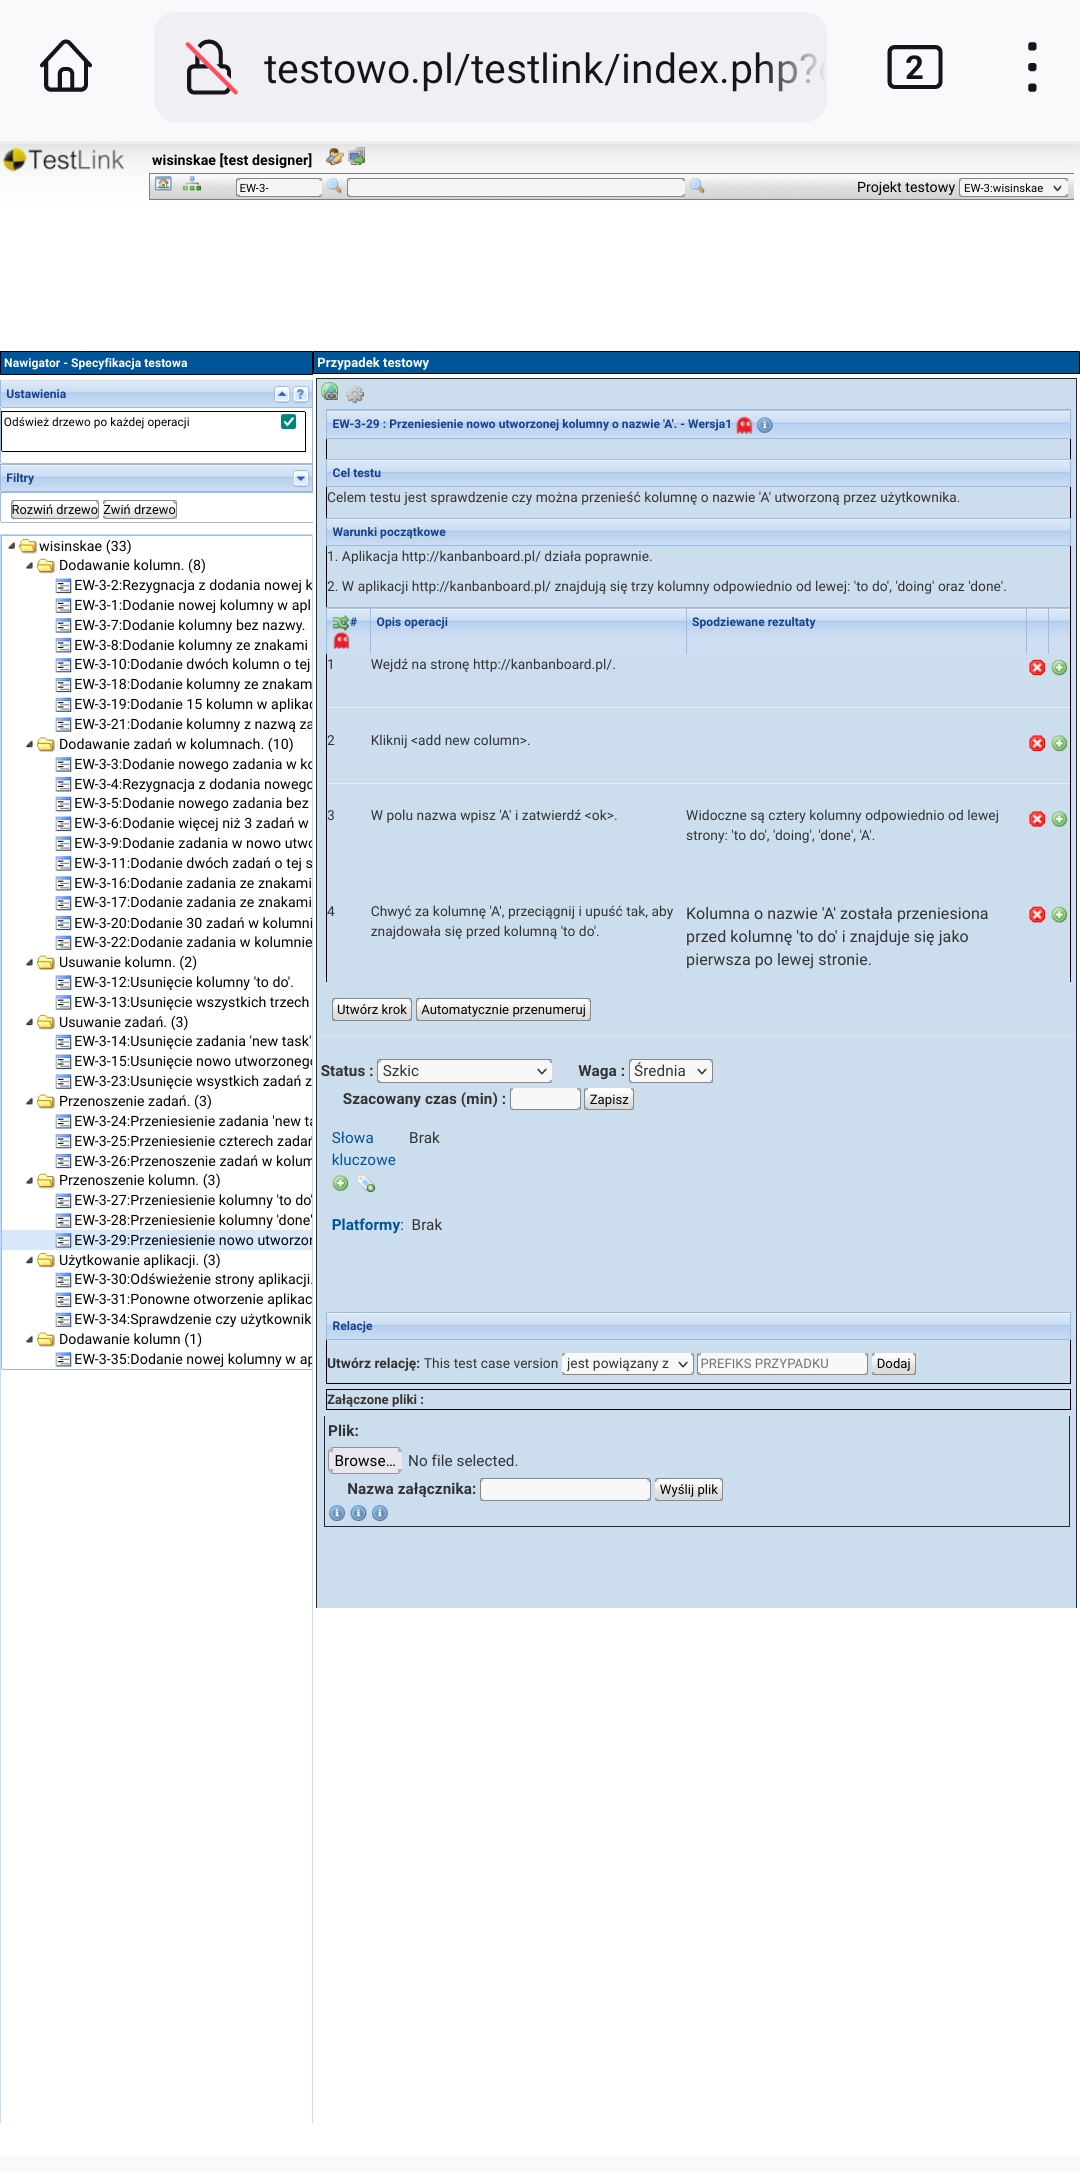 testowo.pl/testlink/index.php?
2
TestLink
wisinskae [test designer]
EW-3-
Projekt testowy EW-3:wisinskae
Nawigator - Specyfikacja testowa
Ustawienia
Odśwież drzewo po każdej operacji
Filtry
Rozwiń drzewo Zwiń drzewo
wisinskae (33)
Dodawanie kolumn. (8)
EW-3-2:Rezygnacja z dodania nowej k
EW-3-1:Dodanie nowej kolumny w apl
EW-3-7:Dodanie kolumny bez nazwy.
EW-3-8:Dodanie kolumny ze znakami
EW-3-10:Dodanie dwóch kolumn o tej
EW-3-18:Dodanie kolumny ze znakam
EW-3-19:Dodanie 15 kolumn w aplikac
EW-3-21:Dodanie kolumny z nazwą za
Dodawanie zadań w kolumnach. (10)
EW-3-3:Dodanie nowego zadania w ko
EW-3-4:Rezygnacja z dodania nowego
EW-3-5:Dodanie nowego zadania bez
EW-3-6:Dodanie więcej niż 3 zadań w
EW-3-9:Dodanie zadania w nowo utwo
EW-3-11:Dodanie dwóch zadań o tej s
EW-3-16:Dodanie zadania ze znakami
EW-3-17:Dodanie zadania ze znakami
EW-3-20:Dodanie 30 zadań w kolumni
EW-3-22:Dodanie zadania w kolumnie
Usuwanie kolumn. (2)
EW-3-12:Usunięcie kolumny 'to do'.
EW-3-13:Usunięcie wszystkich trzech
Usuwanie zadań. (3)
EW-3-14:Usunięcie zadania 'new task'
EW-3-15:Usunięcie nowo utworzonego
EW-3-23:Usunięcie wsystkich zadań z
Przenoszenie zadań. (3)
EW-3-24:Przeniesienie zadania 'new ta
EW-3-25:Przeniesienie czterech zadań
EW-3-26:Przenoszenie zadań w kolum
Przenoszenie kolumn. (3)
EW-3-27:Przeniesienie kolumny 'to do'
EW-3-28:Przeniesienie kolumny 'done'
EW-3-29:Przeniesienie nowo utworzor
Użytkowanie aplikacji. (3)
EW-3-30:Odświeżenie strony aplikacji.
EW-3-31:Ponowne otworzenie aplikac
EW-3-34:Sprawdzenie czy użytkownik
Dodawanie kolumn (1)
EW-3-35:Dodanie nowej kolumny w ap
Przypadek testowy
EW-3-29 : Przeniesienie nowo utworzonej kolumny o nazwie 'A'. - Wersja1
Cel testu
Celem testu jest sprawdzenie czy można przenieść kolumnę o nazwie 'A' utworzoną przez użytkownika.
Warunki początkowe
1. Aplikacja http://kanbanboard.pl/ działa poprawnie.
2. W aplikacji http://kanbanboard.pl/ znajdują się trzy kolumny odpowiednio od lewej: 'to do', 'doing' oraz 'done'.
# Opis operacji Spodziewane rezultaty
1 Wejdź na stronę http://kanbanboard.pl/.
2 Kliknij <add new column>.
3 W polu nazwa wpisz 'A' i zatwierdź <ok>. Widoczne są cztery kolumny odpowiednio od lewej
strony: 'to do', 'doing', 'done', 'A'.
4 Chwyć za kolumnę 'A', przeciągnij i upuść tak, aby
znajdowała się przed kolumną 'to do'.
Kolumna o nazwie 'A' została przeniesiona
przed kolumnę 'to do' i znajduje się jako
pierwsza po lewej stronie.
Utwórz krok Automatycznie przenumeruj
Status : Szkic Waga : Średnia
Szacowany czas (min) : Zapisz
Słowa Brak
kluczowe
Platformy: Brak
Relacje
Utwórz relację: This test case version jest powiązany z PREFIKS PRZYPADKU Dodaj
Załączone pliki :
Plik:
Browse... No file selected.
Nazwa załącznika: Wyślij plik